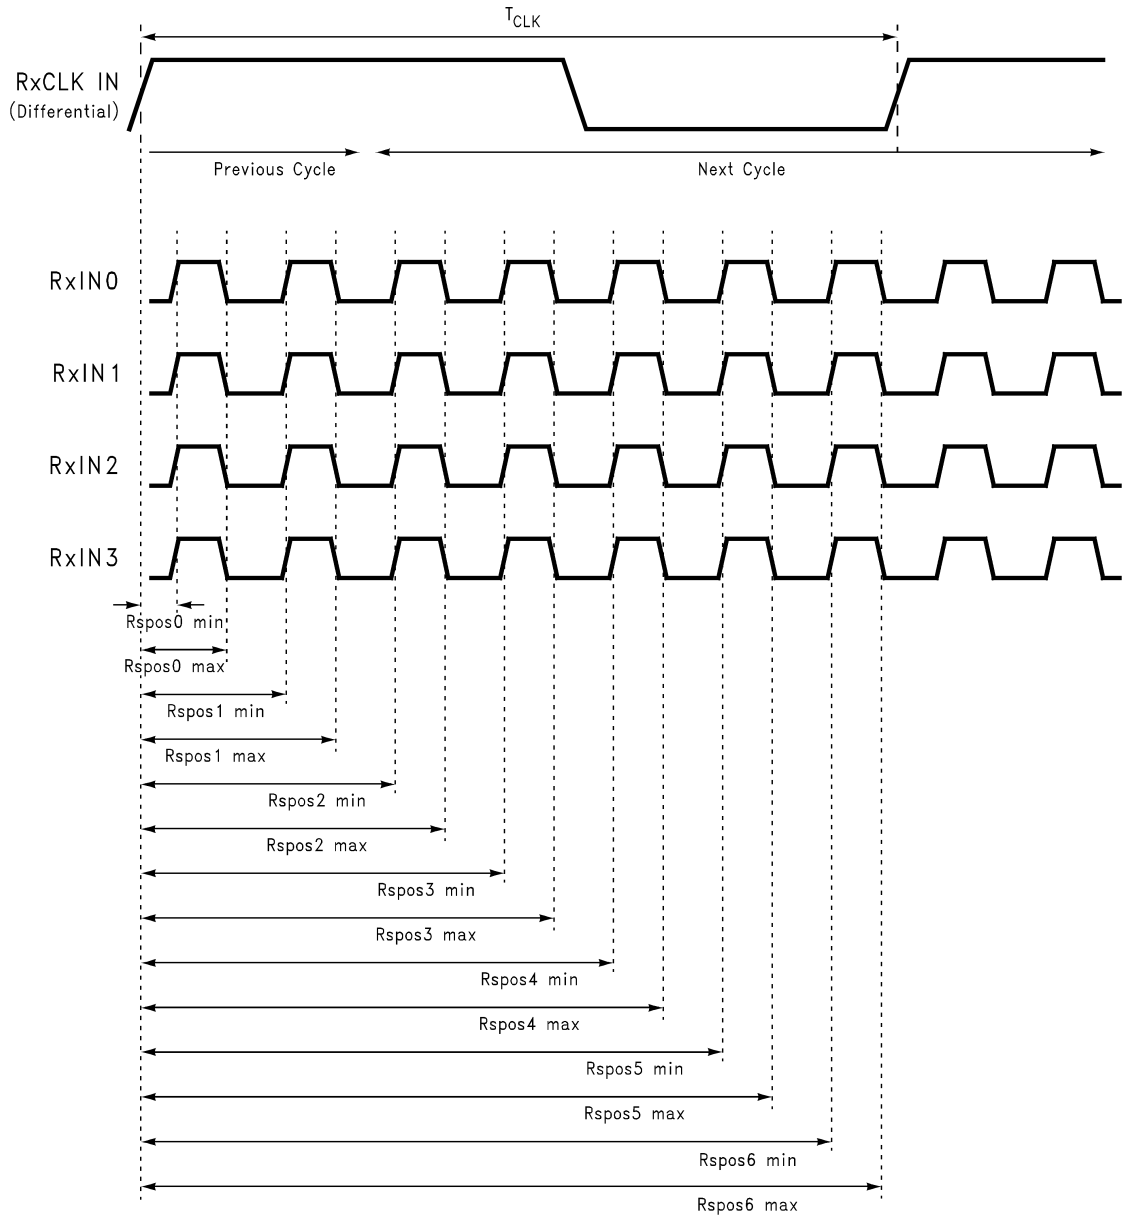 TCLK
RxCLK IN
(Differential)
Previous Cycle
Next Cycle
RxIN0
RxIN1
RxIN2
RxIN3
Rspos0 min
Rspos0 max
Rspos1 min
Rspos1 max
Rspos2 min
Rspos2 max
Rspos3 min
Rspos3 max
Rspos4 min
Rspos4 max
Rspos5 min
Rspos5 max
Rspos6 min
Rspos6 max